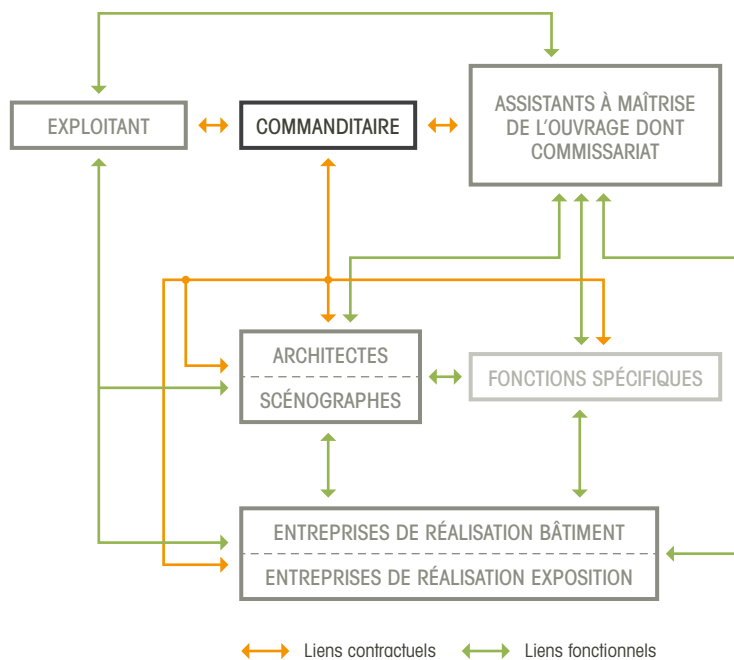 EXPLOITANT
COMMANDITAIRE
ASSISTANTS À MAÎTRISE
DE L'OUVRAGE DONT
COMMISSARIAT
ARCHITECTES
SCÉNOGRAPHES
FONCTIONS SPÉCIFIQUES
ENTREPRISES DE RÉALISATION BÂTIMENT
ENTREPRISES DE RÉALISATION EXPOSITION
Liens contractuels
Liens fonctionnels